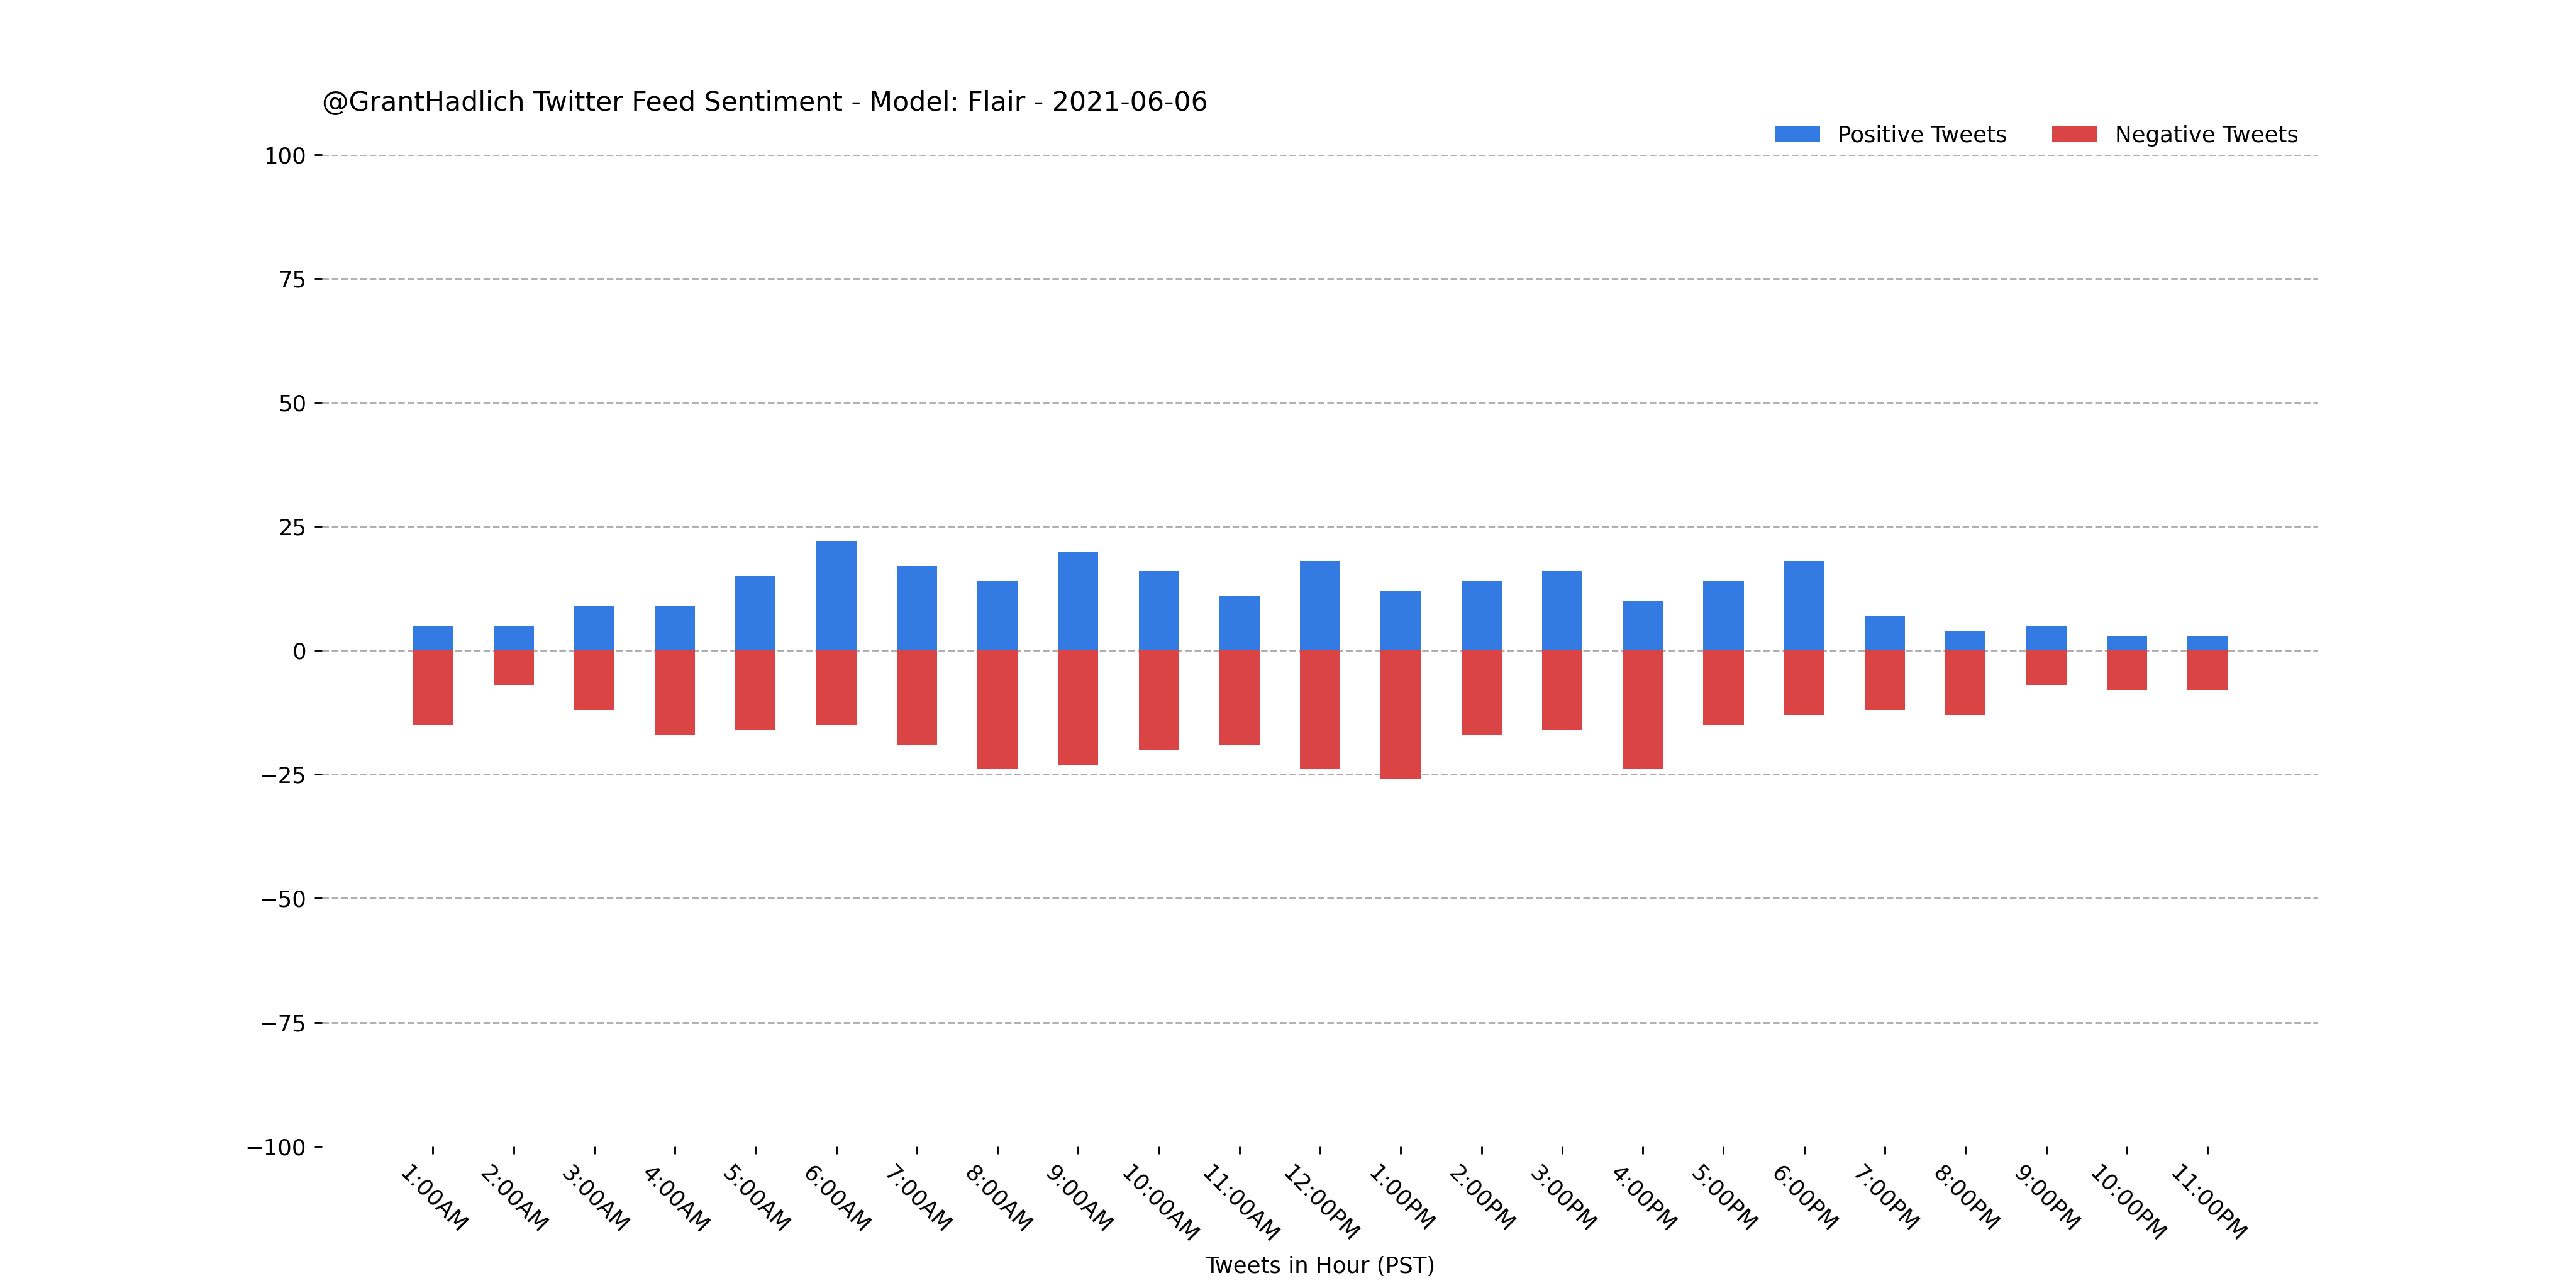 @GrantHadlich Twitter Feed Sentiment - Model: Flair - 2021-06-06
Positive Tweets
Negative Tweets
100
75
50
25
0
−25
−50
−75
−100
1:00AM
2:00AM
3:00AM
4:00AM
5:00AM
6:00AM
7:00AM
8:00AM
9:00AM
10:00AM
11:00AM
12:00PM
1:00PM
2:00PM
3:00PM
4:00PM
5:00PM
6:00PM
7:00PM
8:00PM
9:00PM
10:00PM
11:00PM
Tweets in Hour (PST)